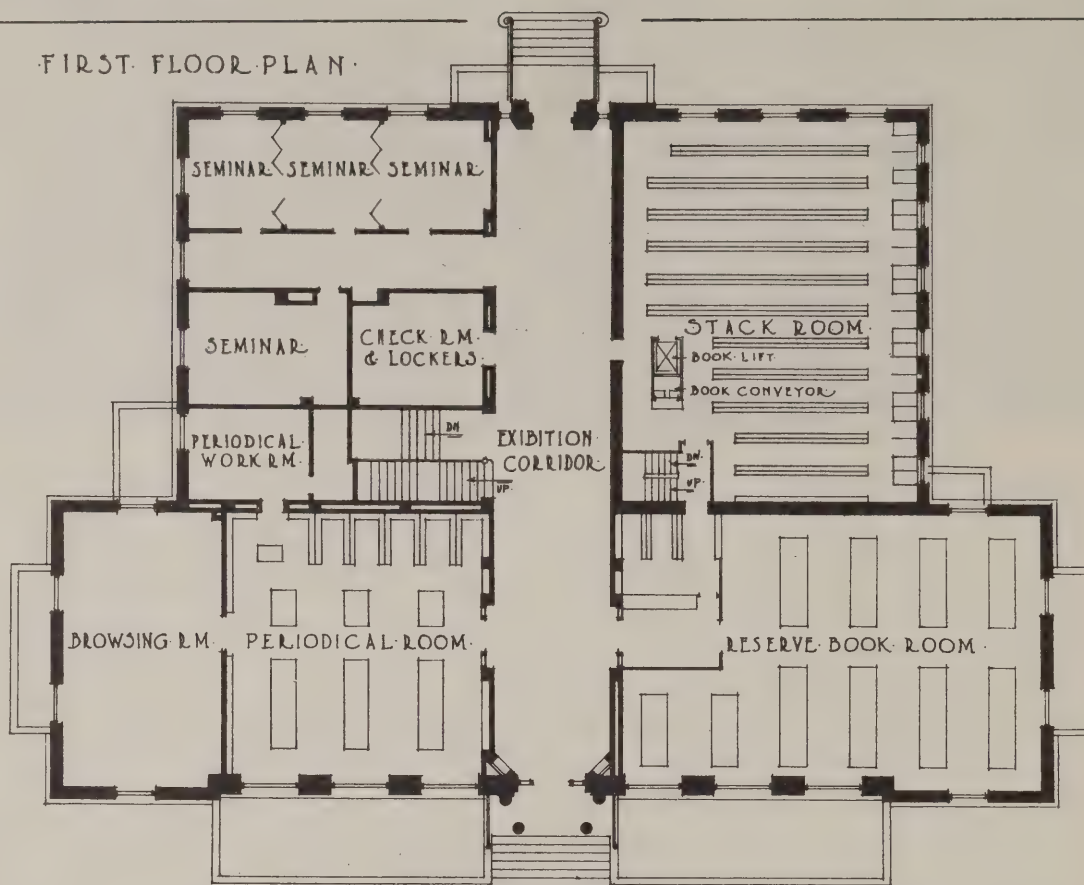 ·FIRST· FLOOR PLAN·
SEMINAR SEMINAR SEMINAR
SEMINAR
CHECK RM.
& LOCKERS
STACK ROOM·
BOOK LIFT·
BOOK CONVEYOR
PERIODICAL·
WORK RM.
DN
UP·
EXIBITION·
CORRIDOR
DN.
UP·
BROWSING RM·
PERIODICAL·ROOM·
RESERVE·BOOK·ROOM·